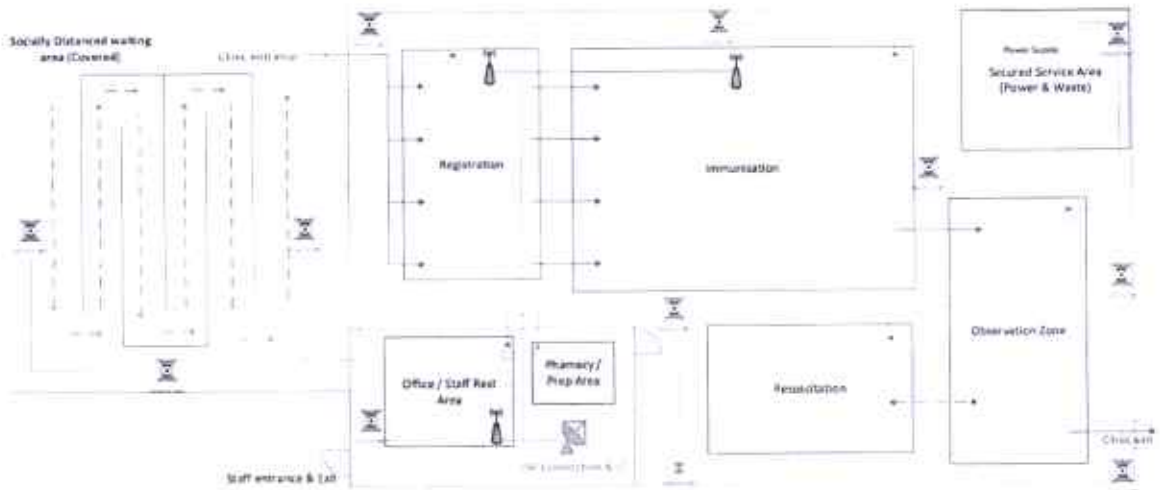 Socially Distanced waiting
area (Covered)
Clinic entrance
Power Supply
Secured Service Area
(Power & Waste)
Registration
Immunisation
Observation Zone
Office / Staff Rest
Area
Phamacy /
Prep Area
Resuscitation
Clinic exit
Staff entrance & Exit